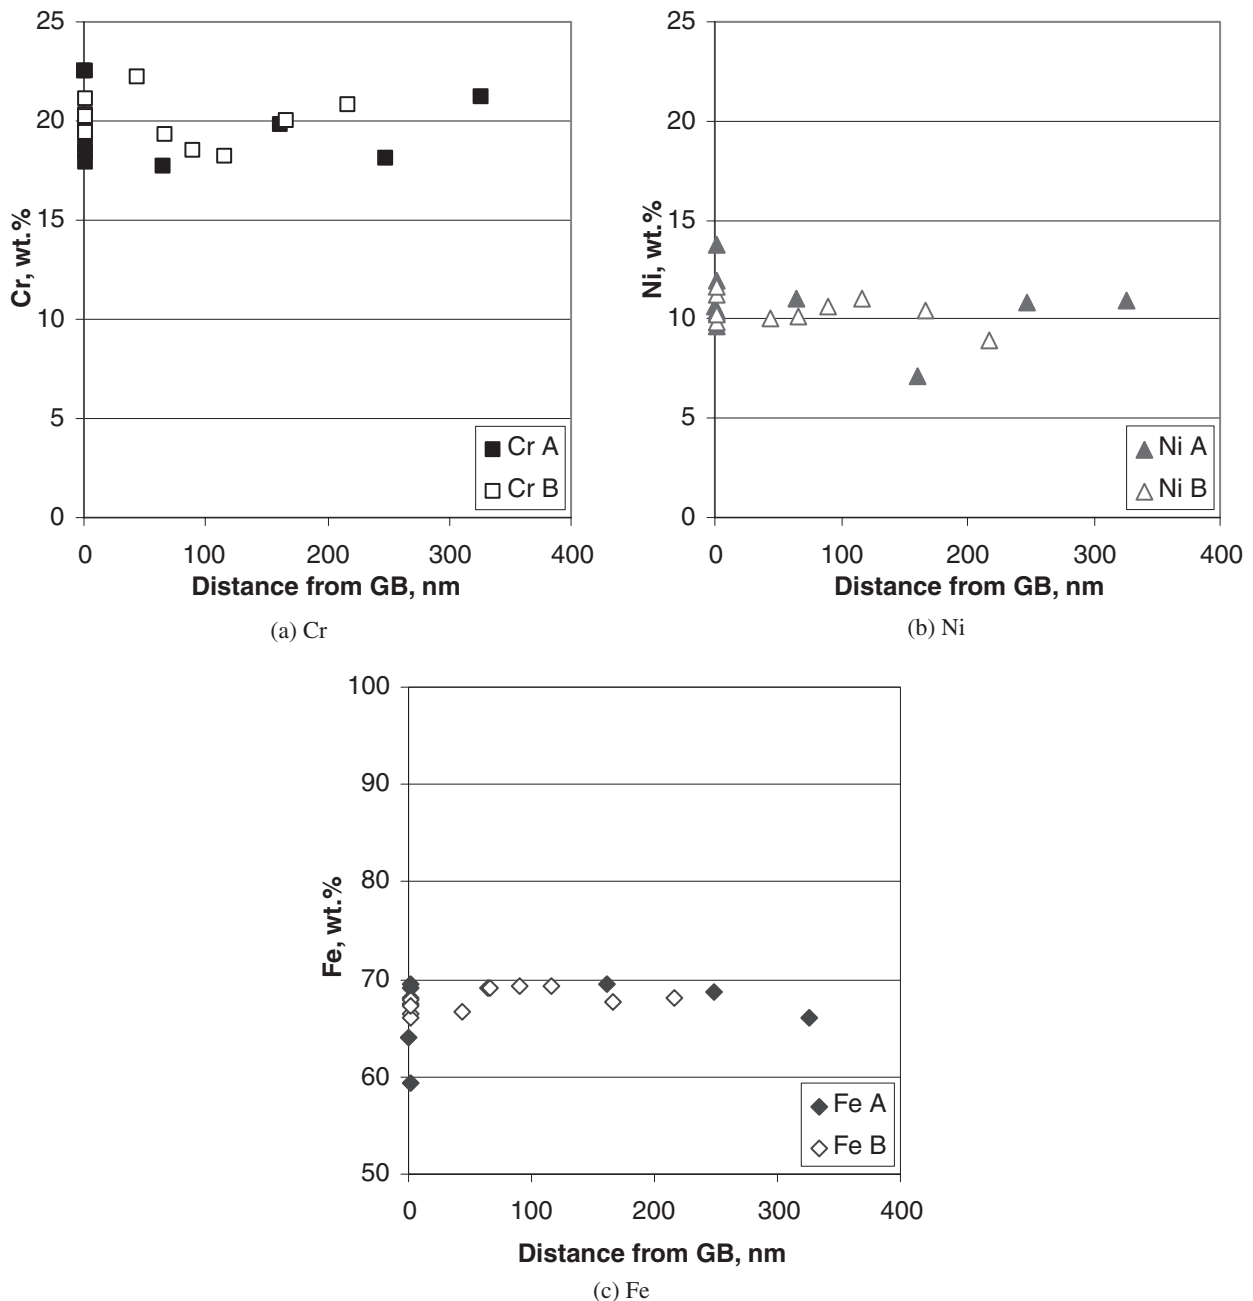 25
20
15
10
5
0
Cr, wt.%
Cr A
Cr B
0 100 200 300 400
Distance from GB, nm
(a) Cr
25
20
15
10
5
0
Ni, wt.%
Ni A
Ni B
0 100 200 300 400
Distance from GB, nm
(b) Ni
100
90
80
70
60
50
Fe, wt.%
Fe A
Fe B
0 100 200 300 400
Distance from GB, nm
(c) Fe